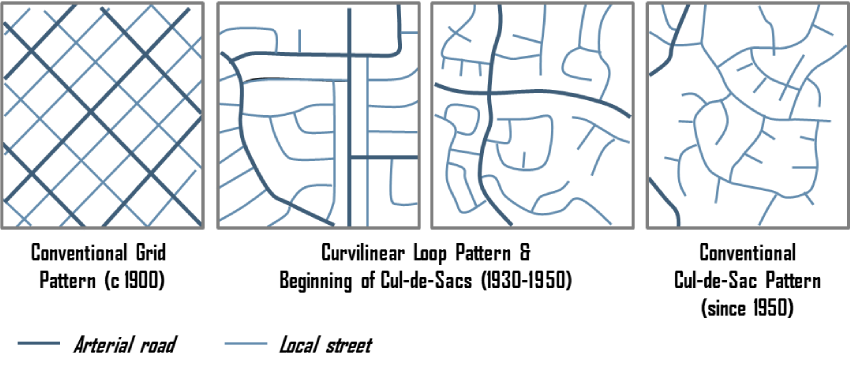 Conventional Grid
Pattern (c 1900)
Curvilinear Loop Pattern &
Beginning of Cul-de-Sacs (1930-1950)
Conventional
Cul-de-Sac Pattern
(since 1950)
Arterial road
Local street